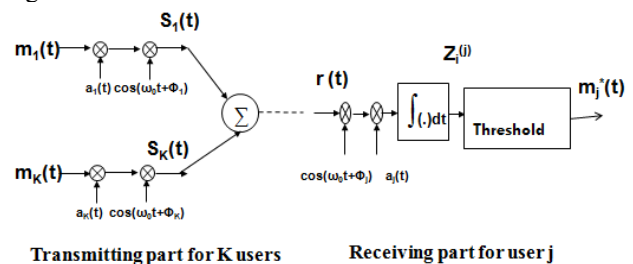 S₁(t)
m₁(t)
a₁(t) cos(ω₀t+Φ₁)
Σ
S_K(t)
m_K(t)
a_K(t) cos(ω₀t+Φ_K)
Z_i^(j)
r (t)
∫(.)dt
Threshold
m_j^*(t)
cos(ω₀t+Φ_j) a_j(t)
Transmitting part for K users
Receiving part for user j